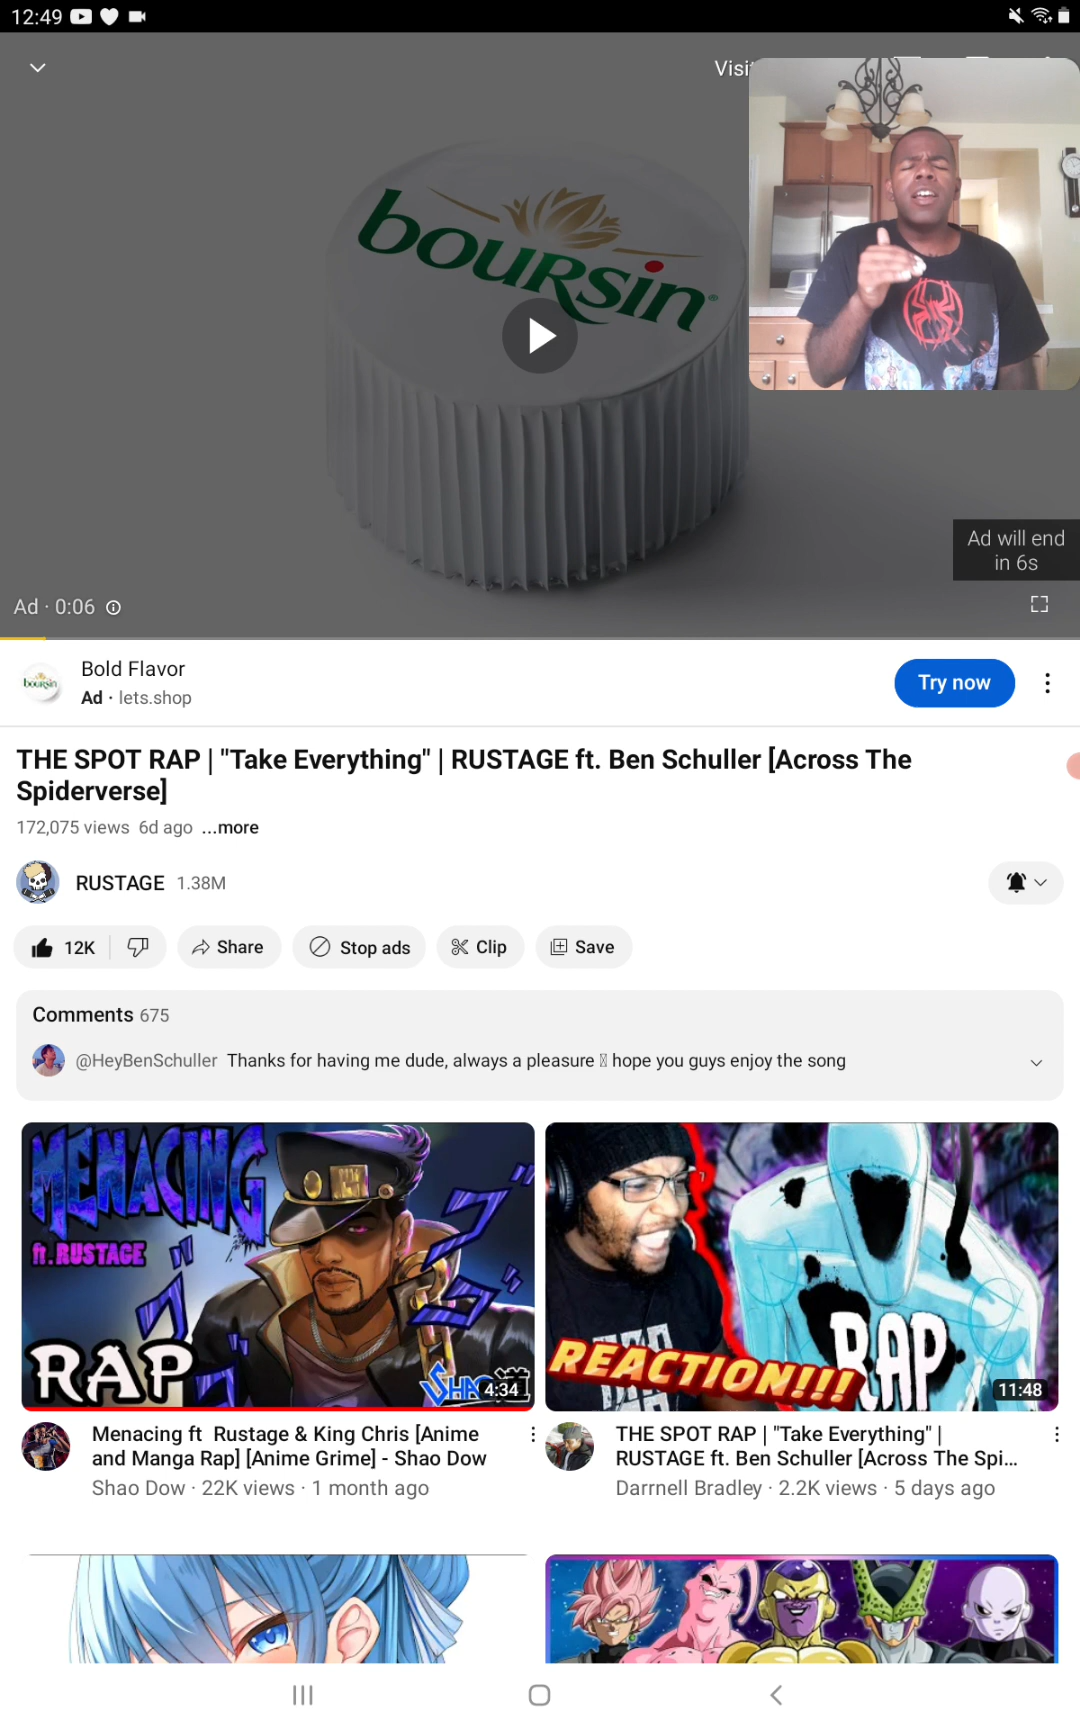 12:49
Visi
boursin
Ad will end
in 6s
Ad · 0:06
boursin
Bold Flavor
Ad · lets.shop
Try now
THE SPOT RAP | "Take Everything" | RUSTAGE ft. Ben Schuller [Across The
Spiderverse]
172,075 views 6d ago ...more
RUSTAGE 1.38M
12K
Share
Stop ads
Clip
Save
Comments 675
@HeyBenSchuller Thanks for having me dude, always a pleasure hope you guys enjoy the song
MENACING
ft. RUSTAGE
RAP
SHAO 道
4:34
REACTION!!!
RAP
11:48
Menacing ft Rustage & King Chris [Anime
and Manga Rap] [Anime Grime] - Shao Dow
Shao Dow · 22K views · 1 month ago
THE SPOT RAP | "Take Everything" |
RUSTAGE ft. Ben Schuller [Across The Spi...
Darrnell Bradley · 2.2K views · 5 days ago